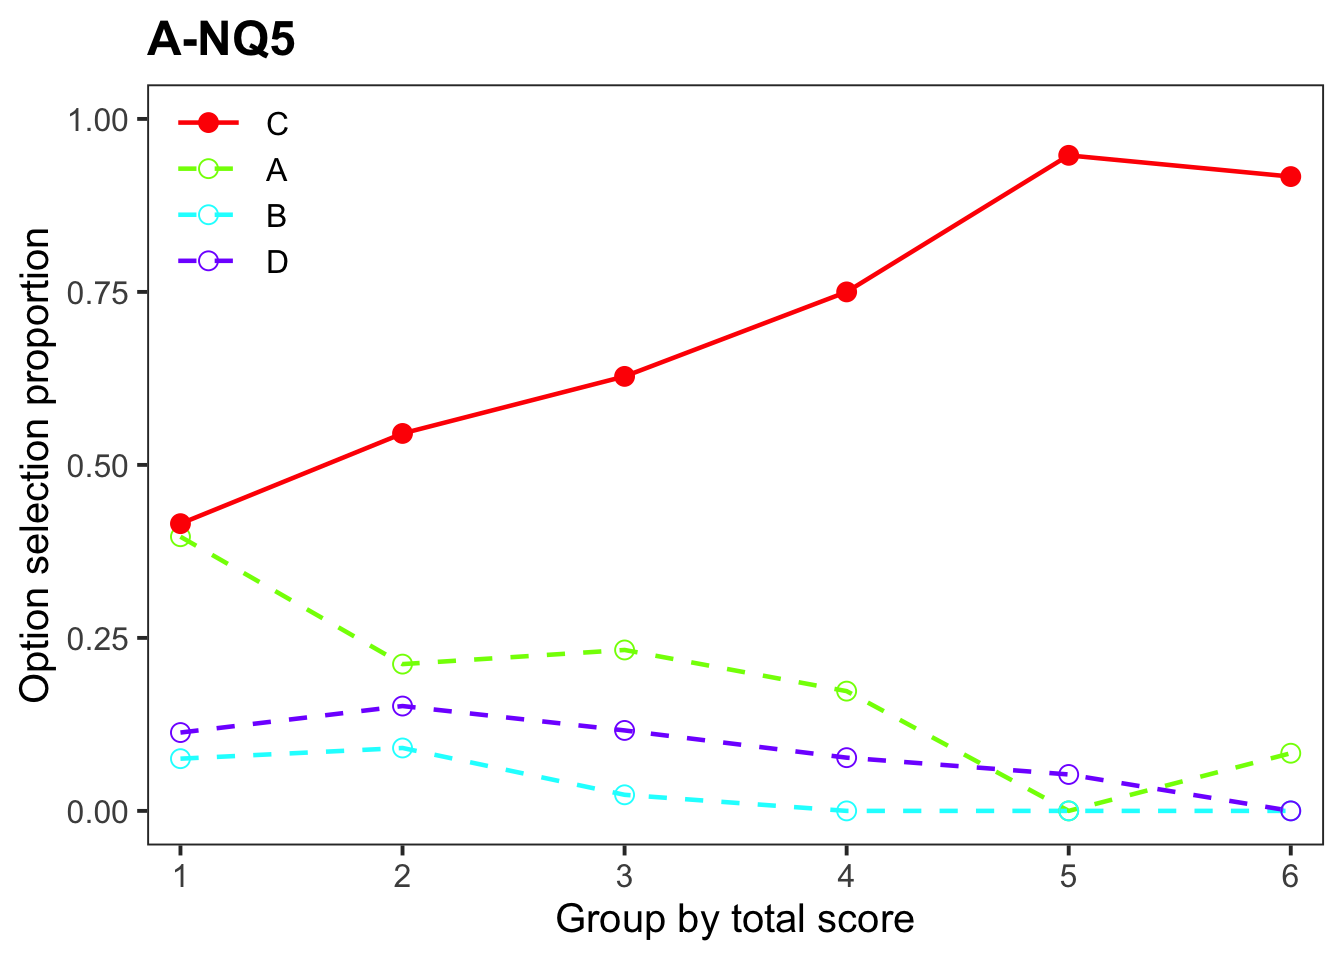 A-NQ5
C
A
B
D
1.00
0.75
0.50
0.25
0.00
Option selection proportion
1 2 3 4 5 6
Group by total score